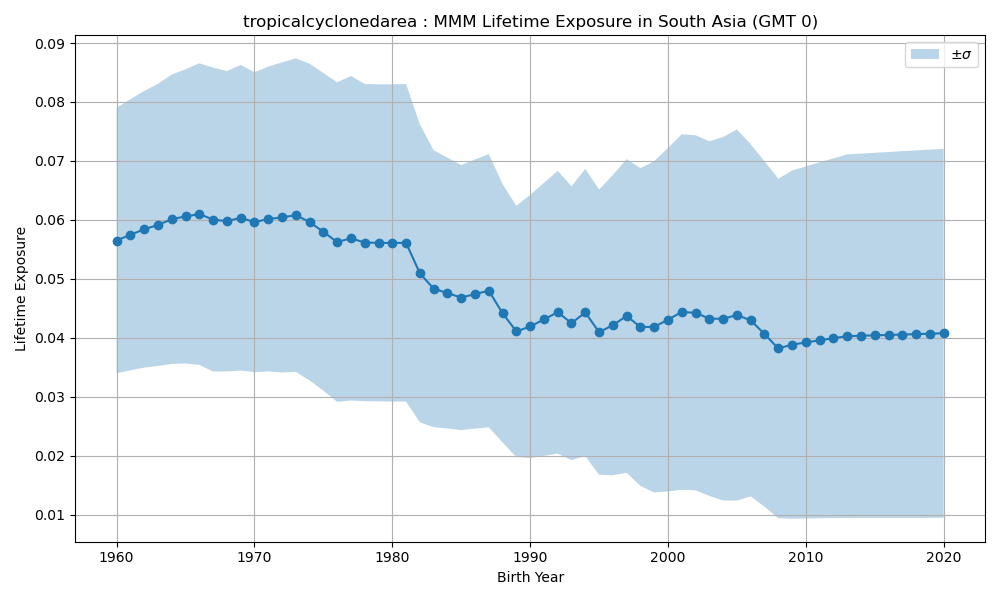 tropicalcyclonedarea : MMM Lifetime Exposure in South Asia (GMT 0)
±σ
Lifetime Exposure
0.09
0.08
0.07
0.06
0.05
0.04
0.03
0.02
0.01
1960 1970 1980 1990 2000 2010 2020
Birth Year